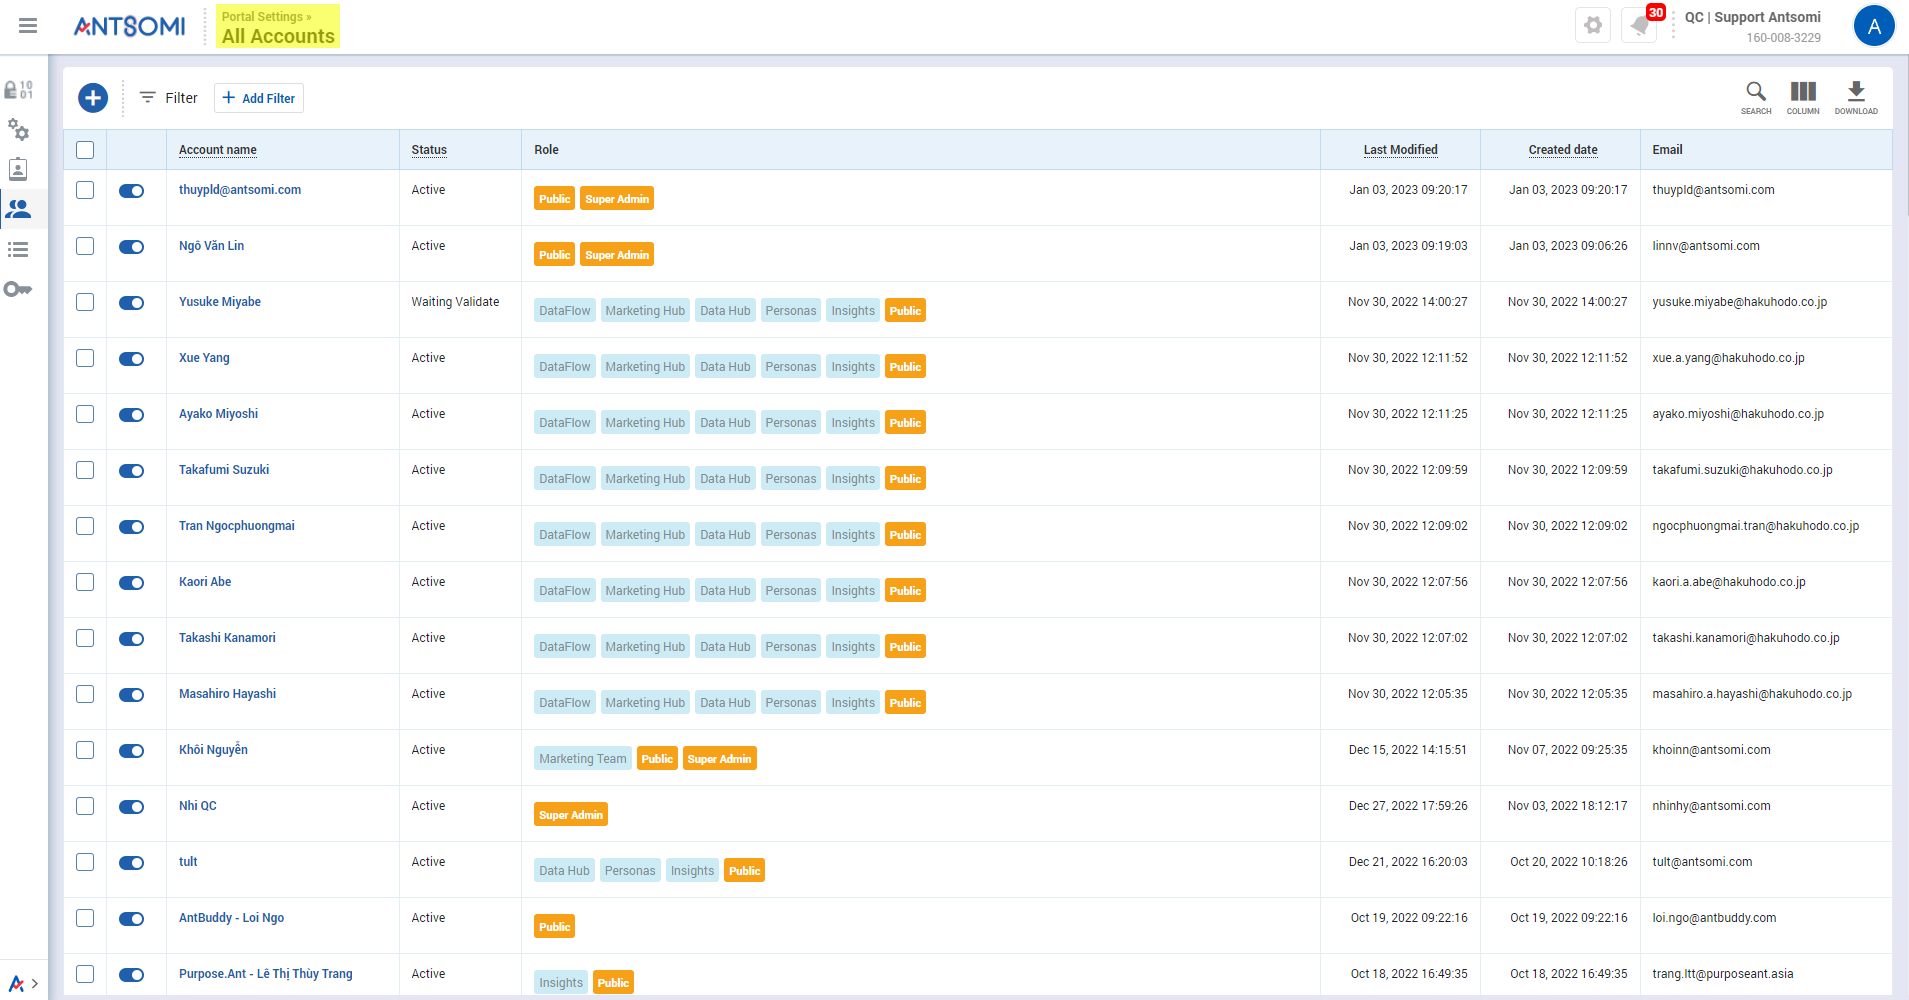 ANTSOMI
Portal Settings »
All Accounts
30
QC | Support Antsomi
160-008-3229
A
10
01
Filter
Add Filter
SEARCH
COLUMN
DOWNLOAD
Account name Status Role Last Modified Created date Email
thuypld@antsomi.com Active Public Super Admin Jan 03, 2023 09:20:17 Jan 03, 2023 09:20:17 thuypld@antsomi.com
Ngô Văn Lin Active Public Super Admin Jan 03, 2023 09:19:03 Jan 03, 2023 09:06:26 linnv@antsomi.com
Yusuke Miyabe Waiting Validate DataFlow Marketing Hub Data Hub Personas Insights Public Nov 30, 2022 14:00:27 Nov 30, 2022 14:00:27 yusuke.miyabe@hakuhodo.co.jp
Xue Yang Active DataFlow Marketing Hub Data Hub Personas Insights Public Nov 30, 2022 12:11:52 Nov 30, 2022 12:11:52 xue.a.yang@hakuhodo.co.jp
Ayako Miyoshi Active DataFlow Marketing Hub Data Hub Personas Insights Public Nov 30, 2022 12:11:25 Nov 30, 2022 12:11:25 ayako.miyoshi@hakuhodo.co.jp
Takafumi Suzuki Active DataFlow Marketing Hub Data Hub Personas Insights Public Nov 30, 2022 12:09:59 Nov 30, 2022 12:09:59 takafumi.suzuki@hakuhodo.co.jp
Tran Ngocphuongmai Active DataFlow Marketing Hub Data Hub Personas Insights Public Nov 30, 2022 12:09:02 Nov 30, 2022 12:09:02 ngocphuongmai.tran@hakuhodo.co.jp
Kaori Abe Active DataFlow Marketing Hub Data Hub Personas Insights Public Nov 30, 2022 12:07:56 Nov 30, 2022 12:07:56 kaori.a.abe@hakuhodo.co.jp
Takashi Kanamori Active DataFlow Marketing Hub Data Hub Personas Insights Public Nov 30, 2022 12:07:02 Nov 30, 2022 12:07:02 takashi.kanamori@hakuhodo.co.jp
Masahiro Hayashi Active DataFlow Marketing Hub Data Hub Personas Insights Public Nov 30, 2022 12:05:35 Nov 30, 2022 12:05:35 masahiro.a.hayashi@hakuhodo.co.jp
Khôi Nguyễn Active Marketing Team Public Super Admin Dec 15, 2022 14:15:51 Nov 07, 2022 09:25:35 khoinn@antsomi.com
Nhi QC Active Super Admin Dec 27, 2022 17:59:26 Nov 03, 2022 18:12:17 nhinhy@antsomi.com
tult Active Data Hub Personas Insights Public Dec 21, 2022 16:20:03 Oct 20, 2022 10:18:26 tult@antsomi.com
AntBuddy - Loi Ngo Active Public Oct 19, 2022 09:22:16 Oct 19, 2022 09:22:16 loi.ngo@antbuddy.com
Purpose.Ant - Lê Thị Thùy Trang Active Insights Public Oct 18, 2022 16:49:35 Oct 18, 2022 16:49:35 trang.ltt@purposeant.asia